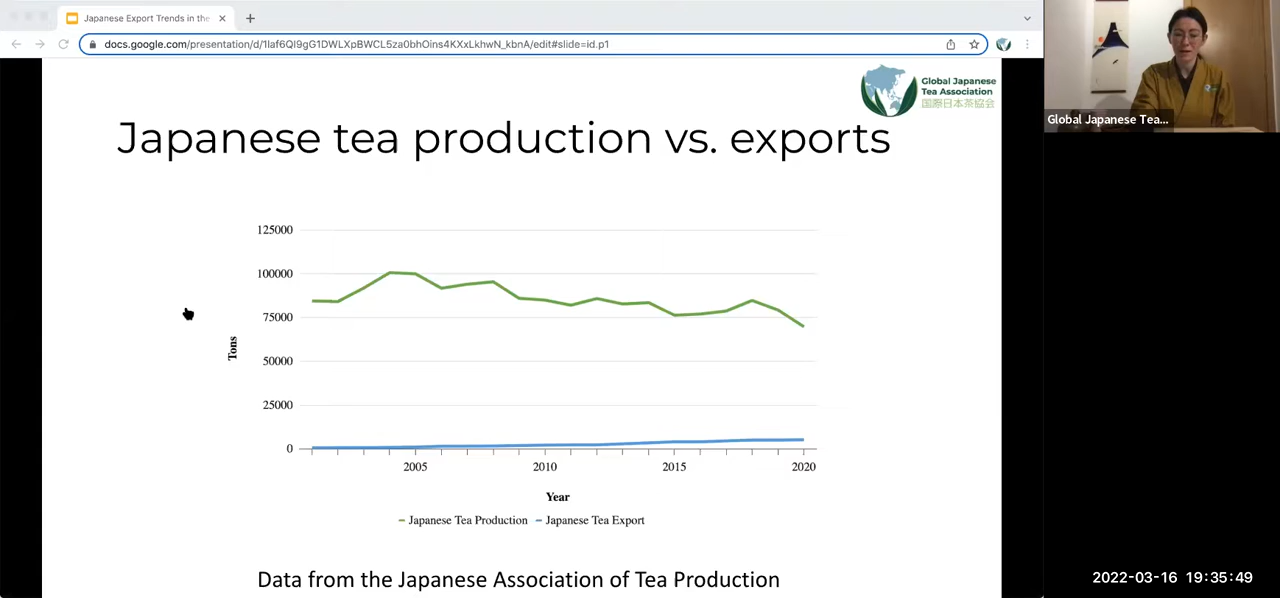 Japanese Export Trends in the
docs.google.com/presentation/d/1Iaf6QI9gG1DWLXpBWCL5za0bhOins4KXxLkhwN_kbnA/edit#slide=id.p1
Global Japanese
Tea Association
国際日本茶協会
Japanese tea production vs. exports
125000
100000
75000
50000
25000
0
Tons
2005 2010 2015 2020
Year
Japanese Tea Production Japanese Tea Export
Data from the Japanese Association of Tea Production
Global Japanese Tea...
2022-03-16 19:35:49